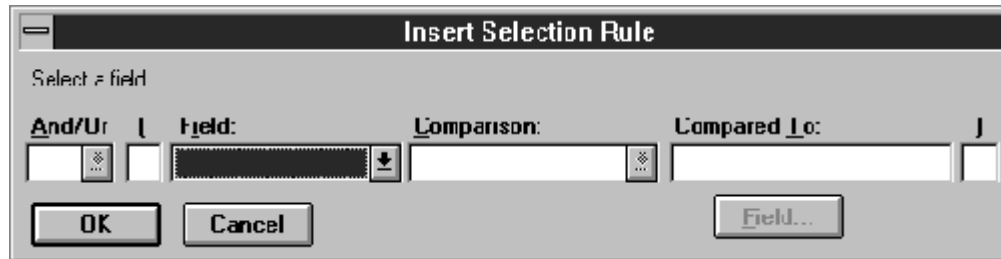 Insert Selection Rule
Select a field
And/Or ( Field: Comparison: Compared To: )
OK Cancel Field...